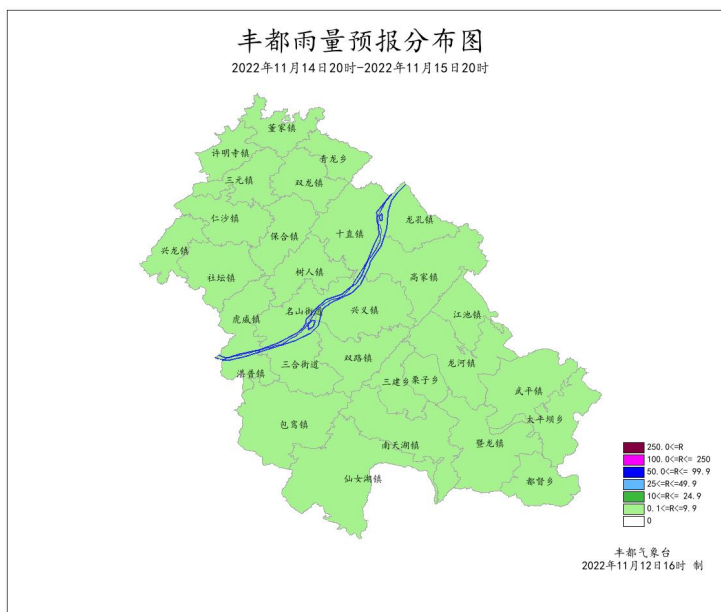 丰都雨量预报分布图
2022年11月14日20时-2022年11月15日20时
董家镇
许明寺镇
青龙乡
三元镇
双龙镇
仁沙镇
龙孔镇
十直镇
保合镇
兴龙镇
树人镇
社坛镇
高家镇
名山街道
兴义镇
江池镇
虎威镇
双路镇
三合街道
龙河镇
湛普镇
三建乡
栗子乡
武平镇
太平坝乡
包鸾镇
南天湖镇
暨龙镇
仙女湖镇
都督乡
250.0<=R
100.0<=R<= 250
50.0<=R<= 99.9
25<=R<=49.9
10<=R<= 24.9
0.1<=R<=9.9
0
丰都气象台
2022年11月12日16时 制